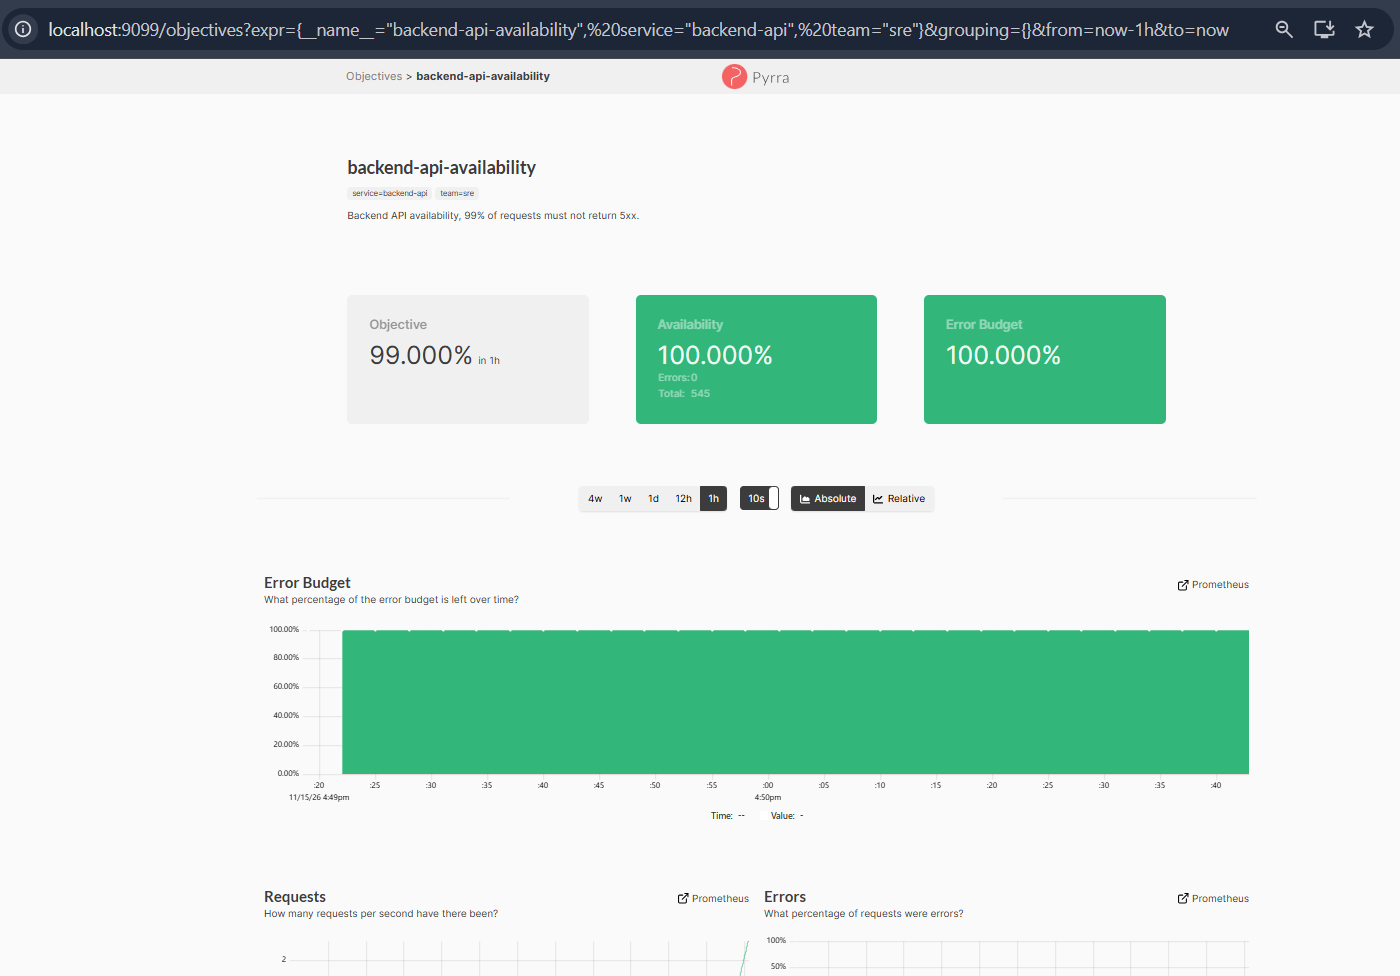 localhost:9099/objectives?expr={__name__="backend-api-availability",%20service="backend-api",%20team="sre"}&grouping={}&from=now-1h&to=now
Objectives > backend-api-availability
Pyrra
backend-api-availability
service=backend-api team=sre
Backend API availability, 99% of requests must not return 5xx.
Objective
99.000% in 1h
Availability
100.000%
Errors: 0
Total: 545
Error Budget
100.000%
4w 1w 1d 12h 1h 10s Absolute Relative
Error Budget
Prometheus
What percentage of the error budget is left over time?
100.00%
80.00%
60.00%
40.00%
20.00%
0.00%
:20 :25 :30 :35 :40 :45 :50 :55 :00 :05 :10 :15 :20 :25 :30 :35 :40
11/15/26 4:49pm 4:50pm
Time: -- Value: -
Requests
Prometheus
How many requests per second have there been?
2
Errors
Prometheus
What percentage of requests were errors?
100%
50%